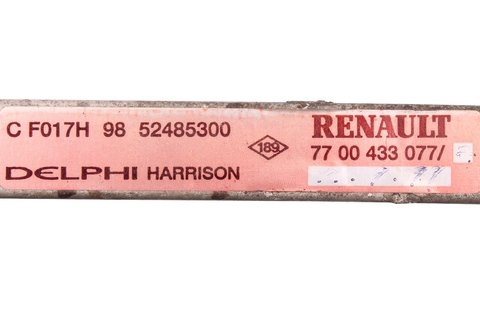 C F017H 98 52485300
DELPHI HARRISON
189
RENAULT
77 00 433 077/